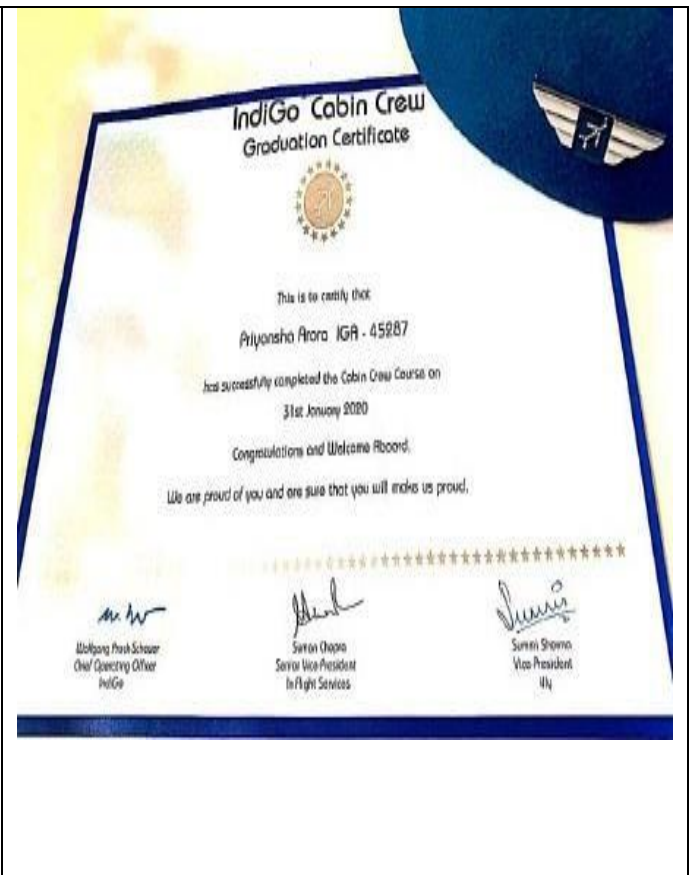 IndiGo Cabin Crew
Graduation Certificate
This is to certify that
Priyansha Arora IGA - 45287
has successfully completed the Cabin Crew Course on
31st January 2020
Congratulations and Welcome Aboard.
We are proud of you and are sure that you will make us proud.
Wolfgang Prock-Schauer
Chief Operating Officer
IndiGo
Suman Chopra
Senior Vice President
In Flight Services
Summi Sharma
Vice President
ifly